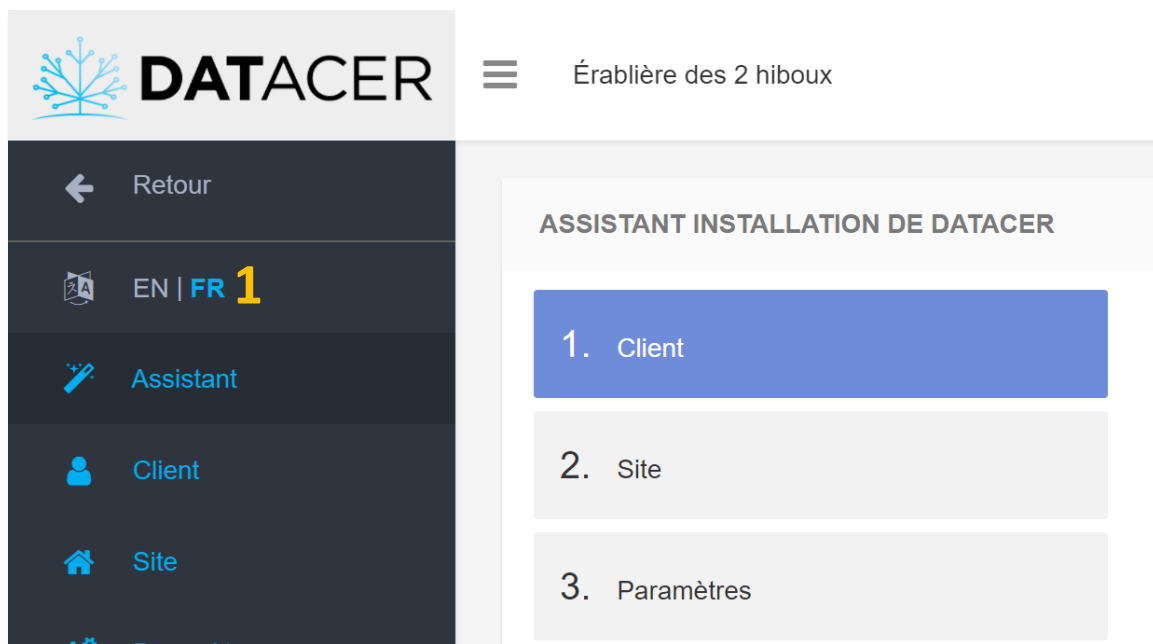 DATACER
Érablière des 2 hiboux
Retour
EN | FR 1
Assistant
Client
Site
ASSISTANT INSTALLATION DE DATACER
1. Client
2. Site
3. Paramètres